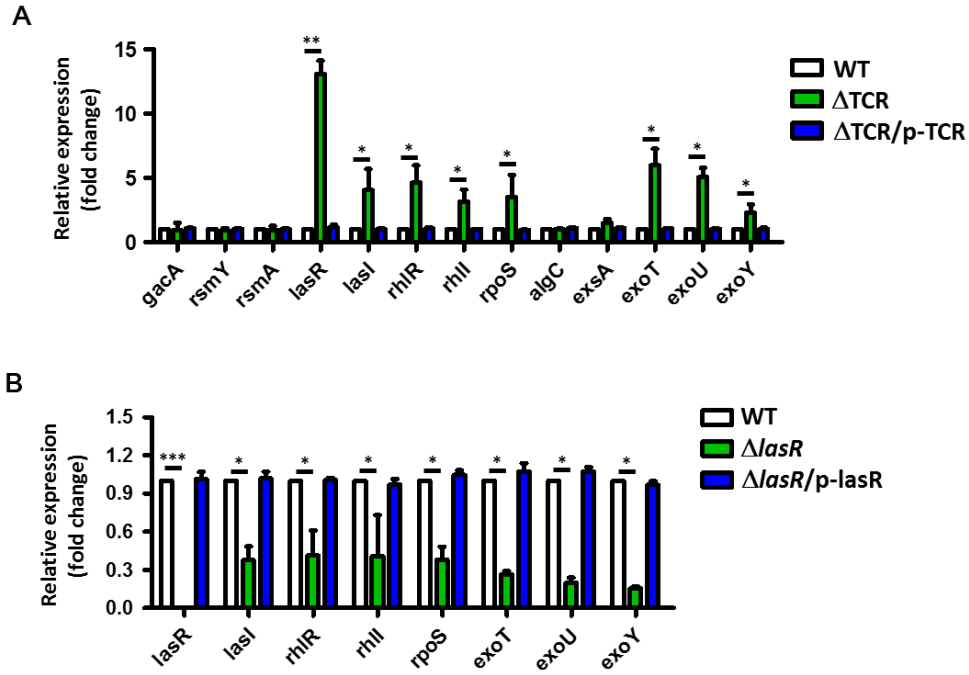 A
Relative expression
(fold change)
15
10
5
0
** * * * * * * *
WT
ΔTCR
ΔTCR/p-TCR
gacA rsmY rsmA lasR lasI rhlR rhlI rpoS algC exsA exoT exoU exoY
B
Relative expression
(fold change)
1.5
1.2
0.9
0.6
0.3
0.0
*** * * * * * * *
WT
ΔlasR
ΔlasR/p-lasR
lasR lasI rhlR rhlI rpoS exoT exoU exoY